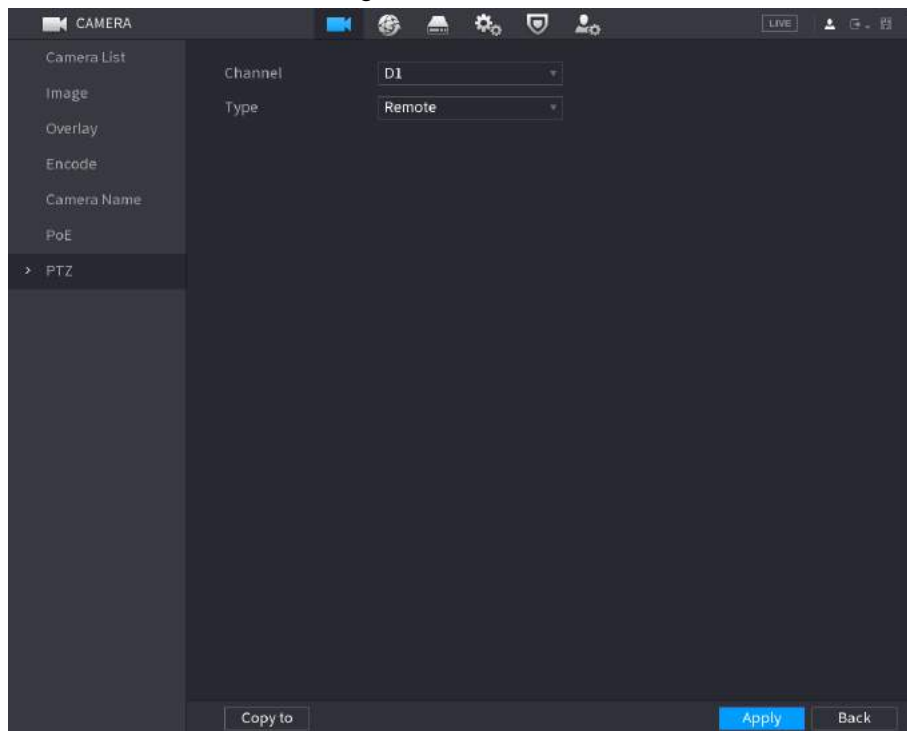 CAMERA
LIVE
Camera List
Image
Overlay
Encode
Camera Name
PoE
> PTZ
Channel D1
Type Remote
Copy to
Apply
Back